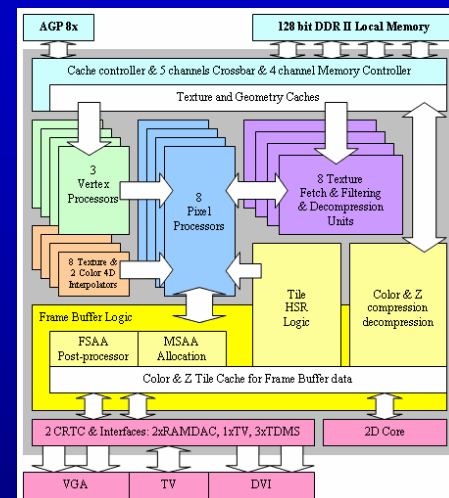 AGP 8x
128 bit DDR II Local Memory
Cache controller & 5 channels Crossbar & 4 channel Memory Controller
Texture and Geometry Caches
3
Vertex
Processors
8
Pixel
Processors
8 Texture
Fetch & Filtering
& Decompression
Units
8 Texture &
2 Color 4D
Interpolators
Tile
HSR
Logic
Color & Z
compression
decompression
Frame Buffer Logic
FSAA
Post-processor
MSAA
Allocation
Color & Z Tile Cache for Frame Buffer data
2 CRTC & Interfaces: 2xRAMDAC, 1xTV, 3xTDMS
2D Core
VGA
TV
DVI